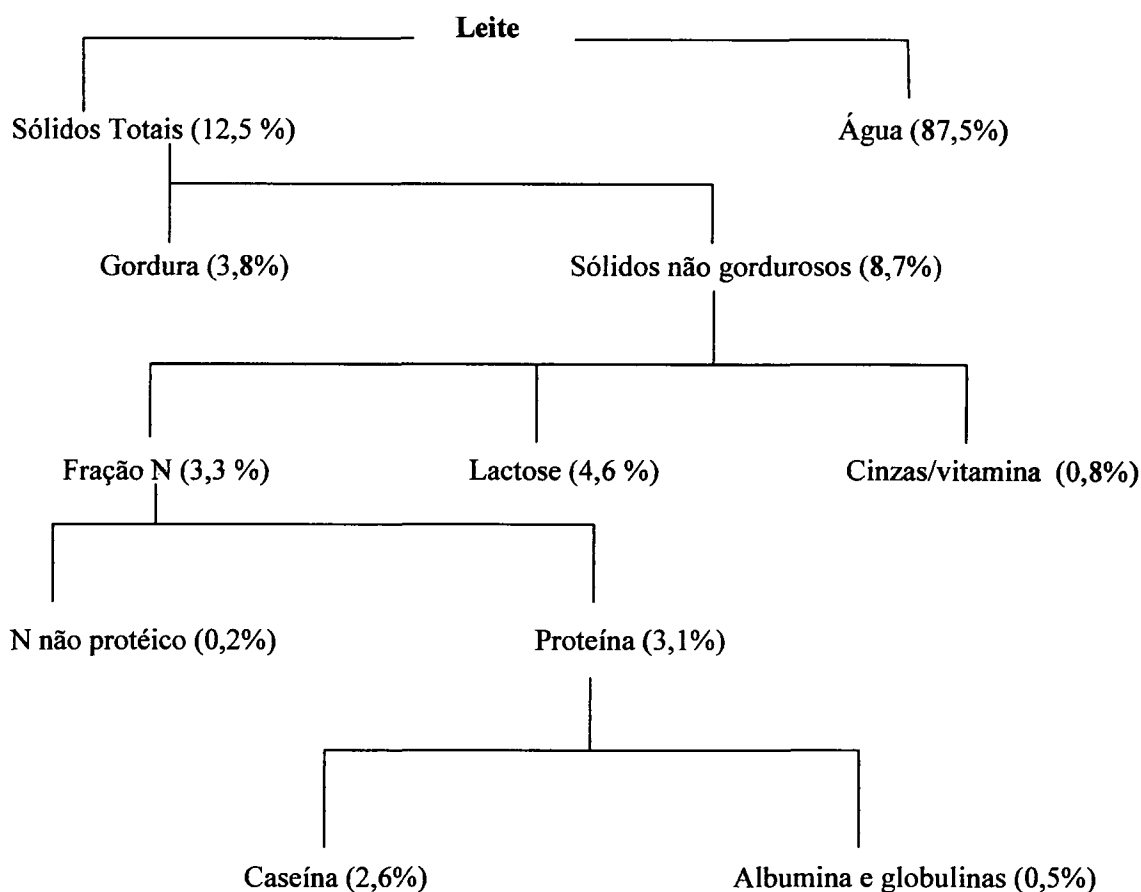 Leite
Sólidos Totais (12,5 %) Água (87,5%)
Gordura (3,8%) Sólidos não gordurosos (8,7%)
Fração N (3,3 %) Lactose (4,6 %) Cinzas/vitamina (0,8%)
N não protéico (0,2%) Proteína (3,1%)
Caseína (2,6%) Albumina e globulinas (0,5%)